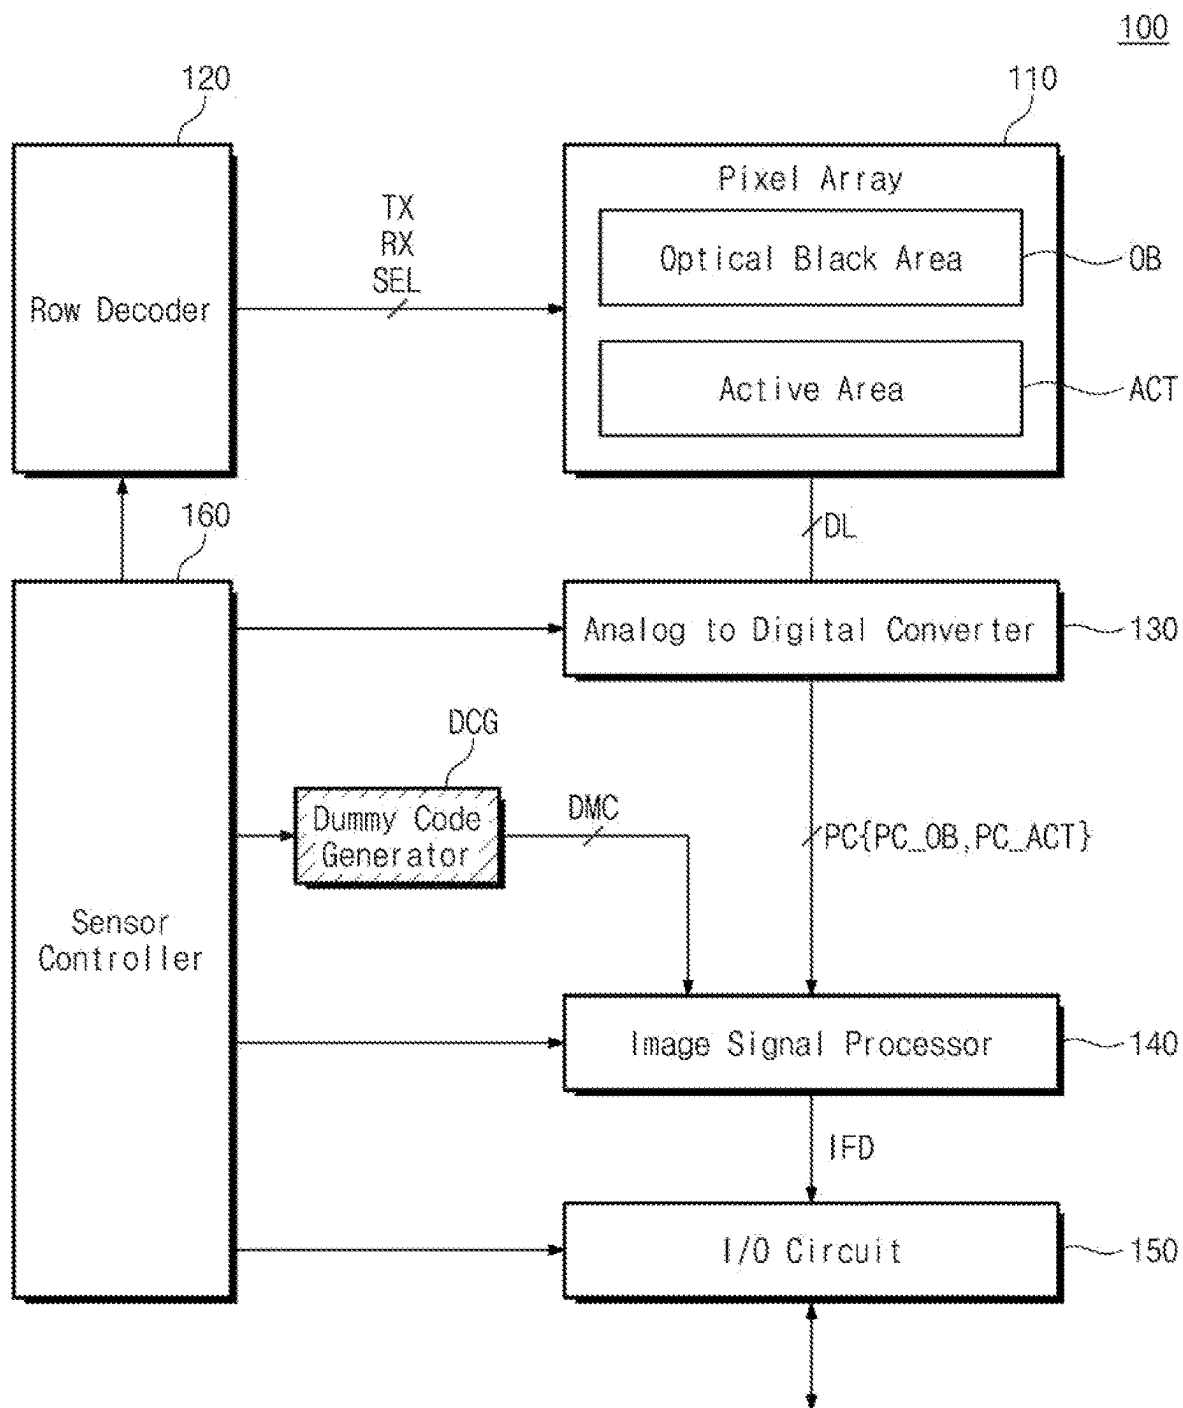 100
120
110
Pixel Array
TX
RX
SEL
Optical Black Area
OB
Row Decoder
Active Area
ACT
160
DL
Analog to Digital Converter
130
DCG
Dummy Code
Generator
DMC
PC{PC_OB,PC_ACT}
Sensor
Controller
Image Signal Processor
140
IFD
I/O Circuit
150